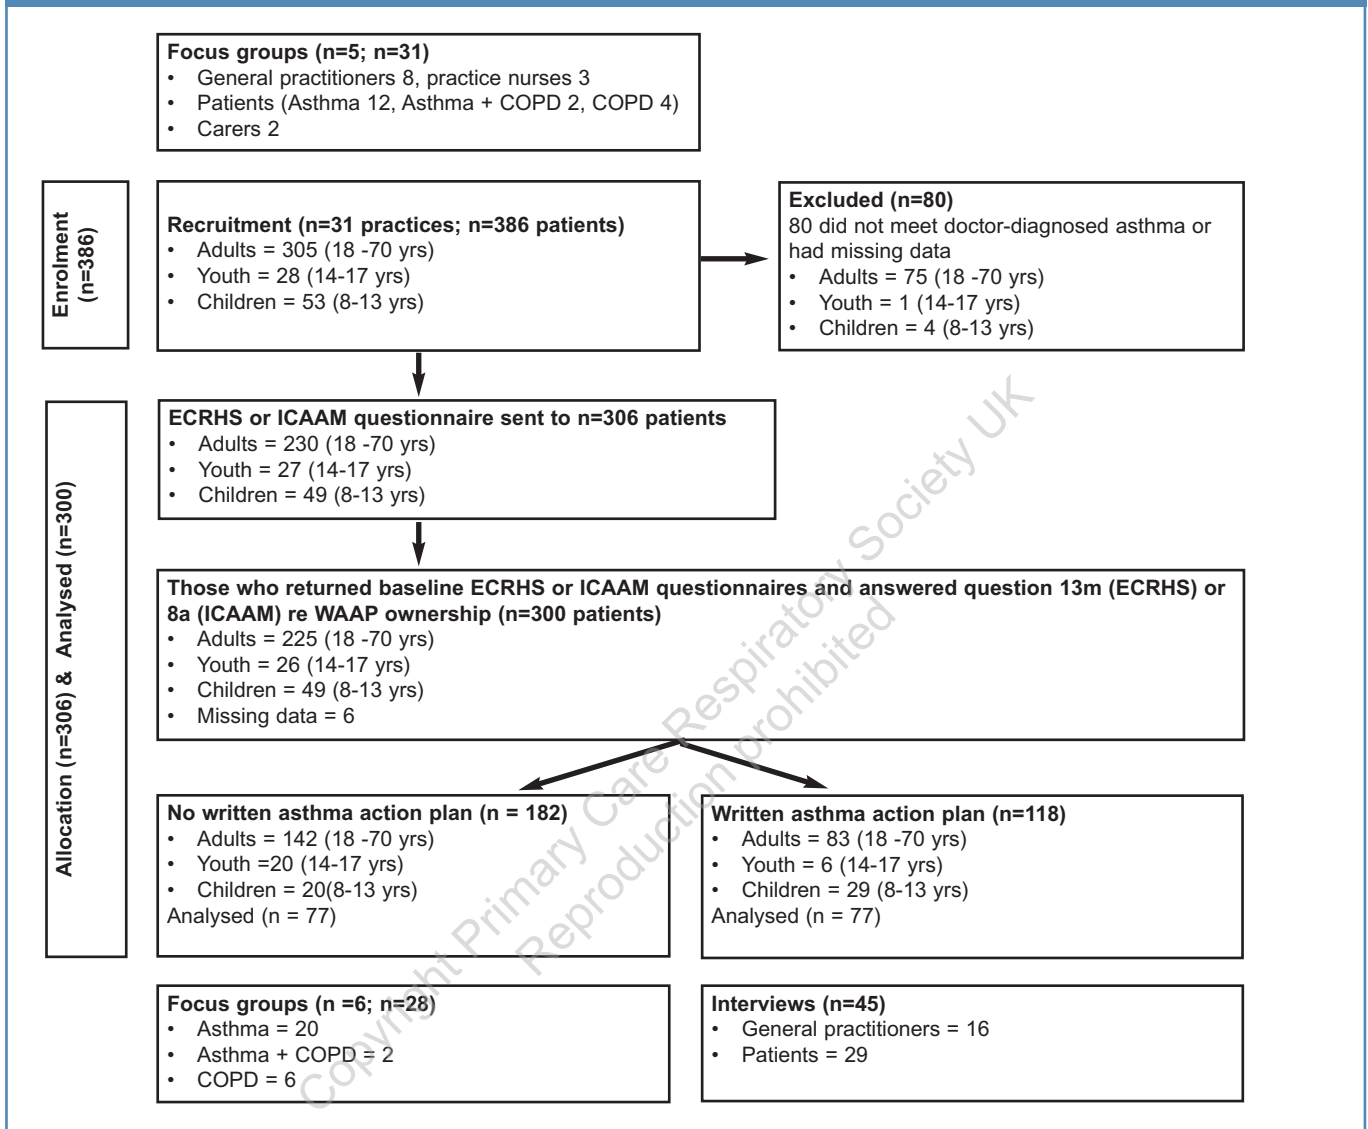 Focus groups (n=5; n=31)
• General practitioners 8, practice nurses 3
• Patients (Asthma 12, Asthma + COPD 2, COPD 4)
• Carers 2
Enrolment
(n=386)
Recruitment (n=31 practices; n=386 patients)
• Adults = 305 (18 -70 yrs)
• Youth = 28 (14-17 yrs)
• Children = 53 (8-13 yrs)
Excluded (n=80)
80 did not meet doctor-diagnosed asthma or
had missing data
• Adults = 75 (18 -70 yrs)
• Youth = 1 (14-17 yrs)
• Children = 4 (8-13 yrs)
Allocation (n=306) & Analysed (n=300)
ECRHS or ICAAM questionnaire sent to n=306 patients
• Adults = 230 (18 -70 yrs)
• Youth = 27 (14-17 yrs)
• Children = 49 (8-13 yrs)
Those who returned baseline ECRHS or ICAAM questionnaires and answered question 13m (ECRHS) or
8a (ICAAM) re WAAP ownership (n=300 patients)
• Adults = 225 (18 -70 yrs)
• Youth = 26 (14-17 yrs)
• Children = 49 (8-13 yrs)
• Missing data = 6
No written asthma action plan (n = 182)
• Adults = 142 (18 -70 yrs)
• Youth =20 (14-17 yrs)
• Children = 20(8-13 yrs)
Analysed (n = 77)
Written asthma action plan (n=118)
• Adults = 83 (18 -70 yrs)
• Youth = 6 (14-17 yrs)
• Children = 29 (8-13 yrs)
Analysed (n = 77)
Focus groups (n =6; n=28)
• Asthma = 20
• Asthma + COPD = 2
• COPD = 6
Interviews (n=45)
• General practitioners = 16
• Patients = 29
Copyright Primary Care Respiratory Society UK
Reproduction prohibited